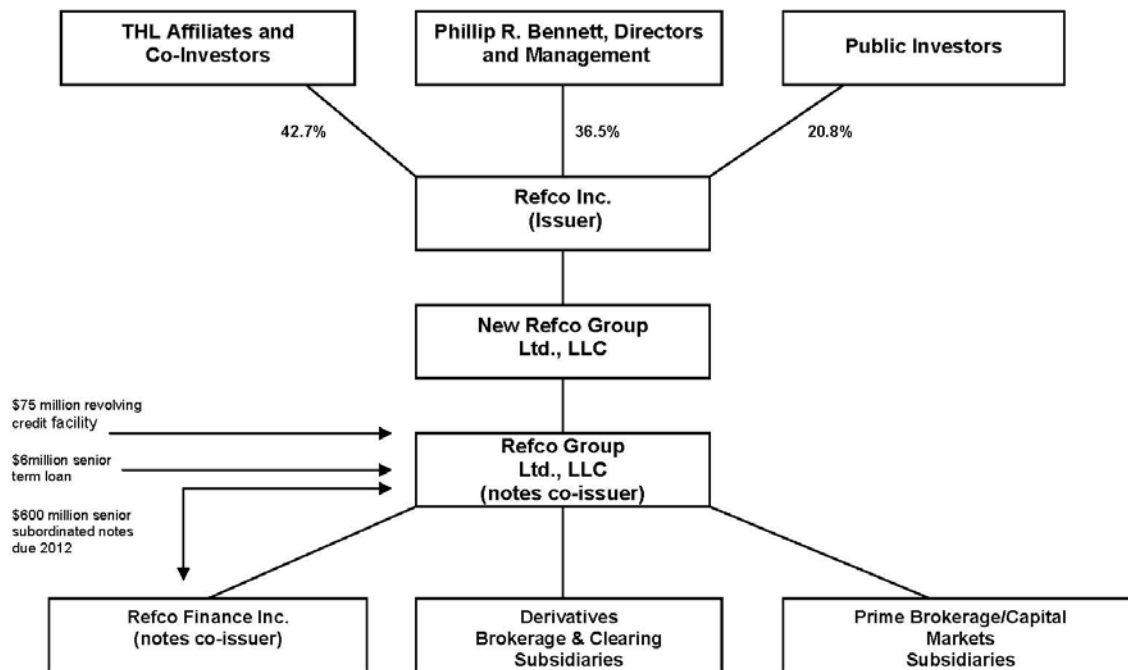 THL Affiliates and
Co-Investors
Phillip R. Bennett, Directors
and Management
Public Investors
42.7%
36.5%
20.8%
Refco Inc.
(Issuer)
New Refco Group
Ltd., LLC
$75 million revolving
credit facility
Refco Group
Ltd., LLC
(notes co-issuer)
$6million senior
term loan
$600 million senior
subordinated notes
due 2012
Refco Finance Inc.
(notes co-issuer)
Derivatives
Brokerage & Clearing
Subsidiaries
Prime Brokerage/Capital
Markets
Subsidiaries